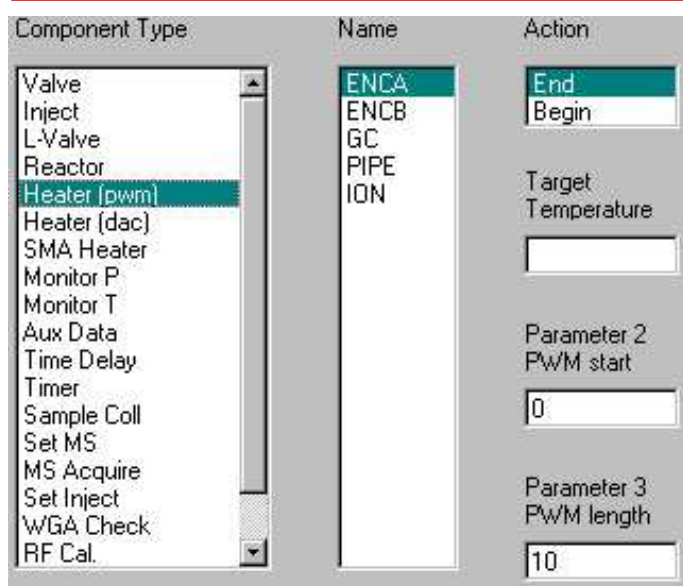 Component Type
Name
Action
Valve
Inject
L-Valve
Reactor
Heater (pwm)
Heater (dac)
SMA Heater
Monitor P
Monitor T
Aux Data
Time Delay
Timer
Sample Coll
Set MS
MS Acquire
Set Inject
WGA Check
RF Cal.
ENCA
ENCB
GC
PIPE
ION
End
Begin
Target
Temperature
Parameter 2
PWM start
0
Parameter 3
PWM length
10